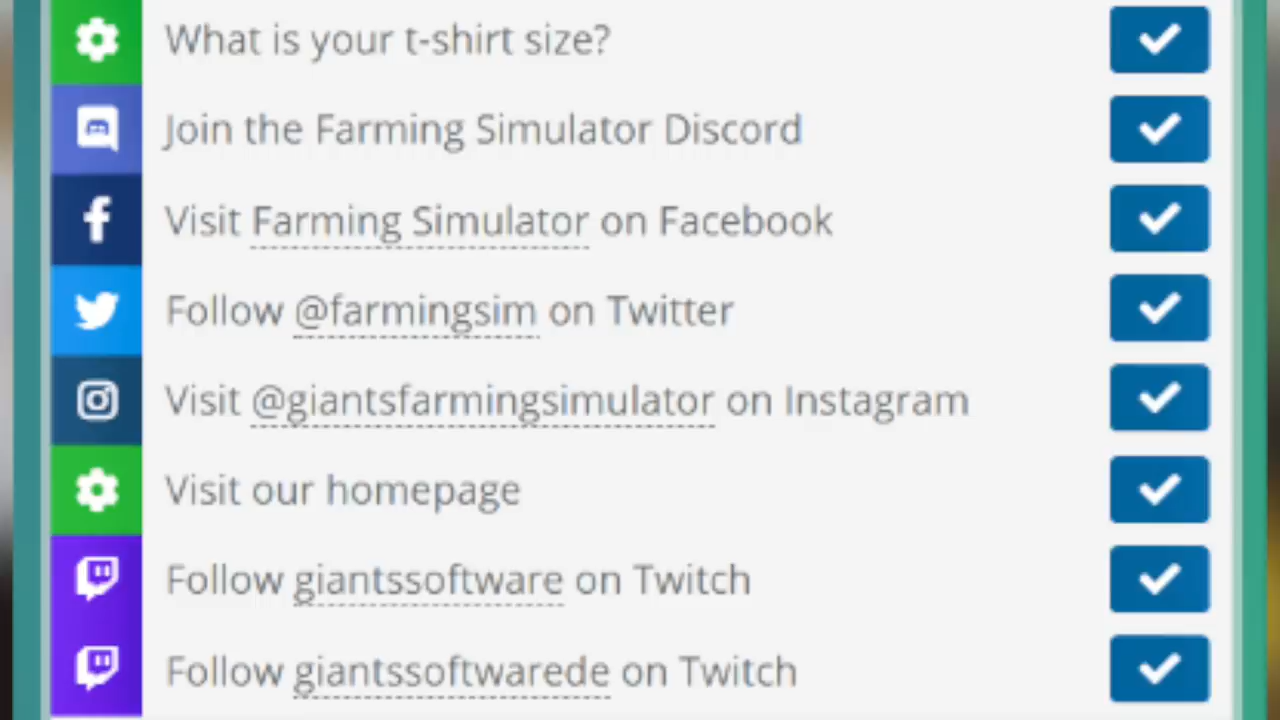 What is your t-shirt size?
Join the Farming Simulator Discord
Visit Farming Simulator on Facebook
Follow @farmingsim on Twitter
Visit @giantsfarmingsimulator on Instagram
Visit our homepage
Follow giantssoftware on Twitch
Follow giantssoftwarede on Twitch